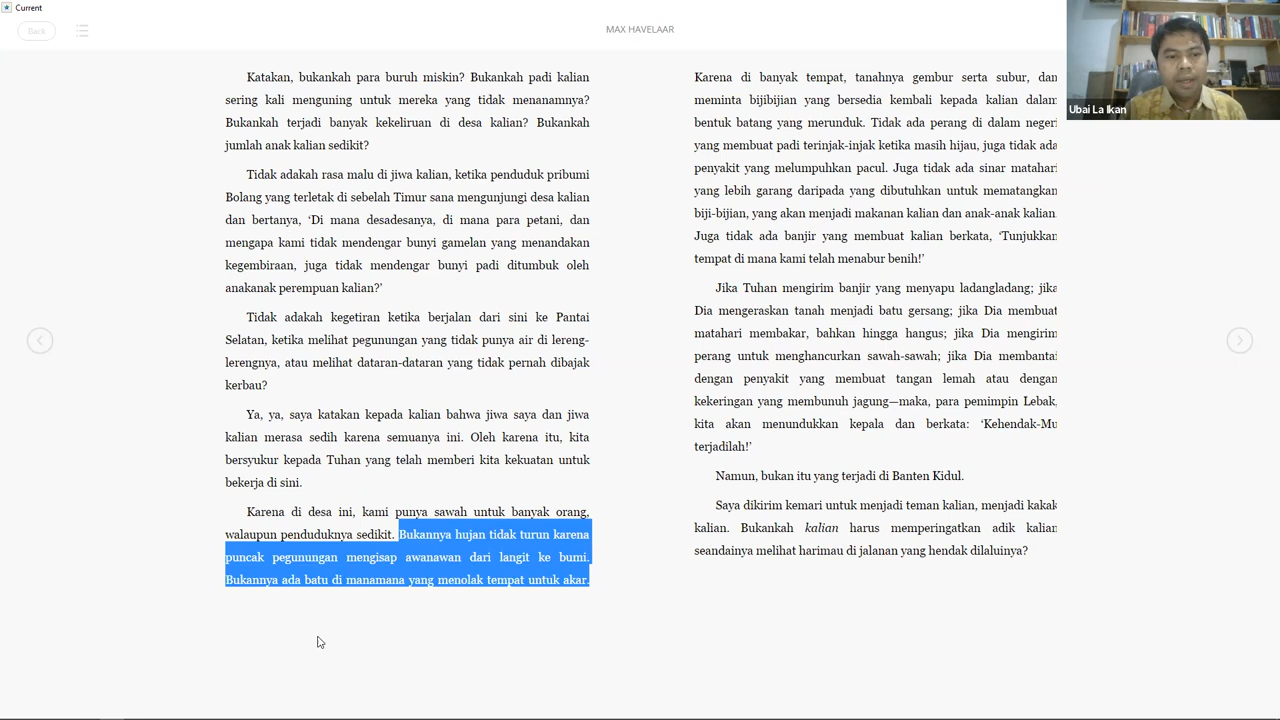 Current
Back
MAX HAVELAAR
Ubai La Ikan
Katakan, bukankah para buruh miskin? Bukankah padi kalian
sering kali menguning untuk mereka yang tidak menanamnya?
Bukankah terjadi banyak kesalahan di desa kalian? Bukankah
jumlah anak kalian sedikit?
Tidak adakah rasa malu di jiwa kalian, ketika penduduk pribumi
Bolang yang terletak di sebelah Timur sana mengunjungi desa kalian
dan bertanya, ‘Di mana desadesanya, di mana para petani, dan
mengapa kami tidak mendengar bunyi gamelan yang menandakan
kegembiraan, juga tidak mendengar bunyi padi ditumbuk oleh
anakanak perempuan kalian?’
Tidak adakah kegetiran ketika berjalan dari sini ke Pantai
Selatan, ketika melihat pegunungan yang tidak punya air di lereng-
lerengnya, atau melihat dataran-dataran yang tidak pernah dibajak
kerbau?
Ya, ya, saya katakan kepada kalian bahwa jiwa saya dan jiwa
kalian merasa sedih karena semuanya ini. Oleh karena itu, kita
bersyukur kepada Tuhan yang telah memberi kita kekuatan untuk
bekerja di sini.
Karena di desa ini, kami punya sawah untuk banyak orang,
walaupun penduduknya sedikit. Bukannya hujan tidak turun karena
puncak pegunungan mengisap awanawan dari langit ke bumi.
Bukannya ada batu di manamana yang menolak tempat untuk akar.
Karena di banyak tempat, tanahnya gembur serta subur, dan
meminta bijibijian yang bersedia kembali kepada kalian dalam
bentuk batang yang merunduk. Tidak ada perang di dalam negeri
yang membuat padi terinjak-injak ketika masih hijau, juga tidak ada
penyakit yang melumpuhkan pacul. Juga tidak ada sinar matahari
yang lebih garang daripada yang dibutuhkan untuk mematangkan
biji-bijian, yang akan menjadi makanan kalian dan anak-anak kalian.
Juga tidak ada banjir yang membuat kalian berkata, ‘Tunjukkan
tempat di mana kami telah menabur benih!’
Jika Tuhan mengirim banjir yang menyapu ladangladang; jika
Dia mengeraskan tanah menjadi batu gersang; jika Dia membuat
matahari membakar, bahkan hingga hangus; jika Dia mengirim
perang untuk menghancurkan sawah-sawah; jika Dia membantai
dengan penyakit yang membuat tangan lemah atau dengan
kekeringan yang membunuh jagung—maka, para pemimpin Lebak,
kita akan menundukkan kepala dan berkata: ‘Kehendak-Mu
terjadilah!’
Namun, bukan itu yang terjadi di Banten Kidul.
Saya dikirim kemari untuk menjadi teman kalian, menjadi kakak
kalian. Bukankah kalian harus memperingatkan adik kalian
seandainya melihat harimau di jalanan yang hendak dilaluinya?